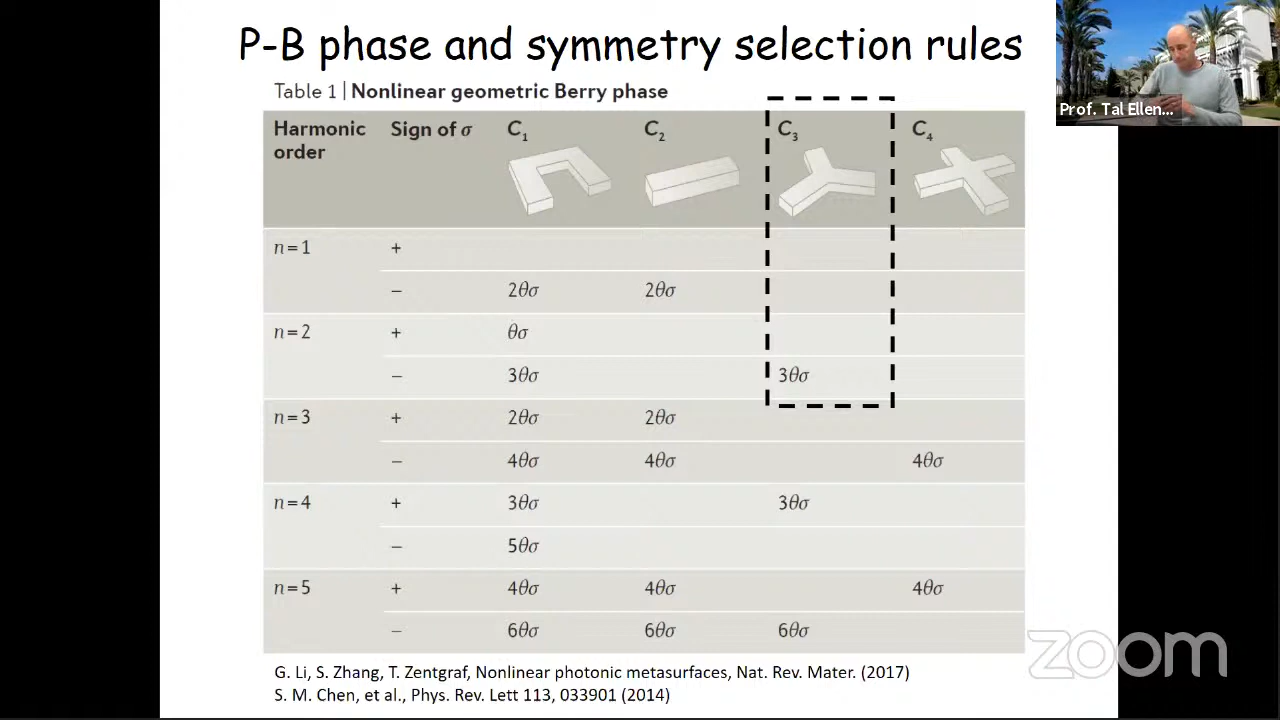 P-B phase and symmetry selection rules
Prof. Tal Ellen...
Table 1 | Nonlinear geometric Berry phase
Harmonic order Sign of σ C₁ C₂ C₃ C₄
n = 1 +
− 2θσ 2θσ
n = 2 + θσ
− 3θσ 3θσ
n = 3 + 2θσ 2θσ
− 4θσ 4θσ 4θσ
n = 4 + 3θσ 3θσ
− 5θσ
n = 5 + 4θσ 4θσ 4θσ
− 6θσ 6θσ 6θσ
G. Li, S. Zhang, T. Zentgraf, Nonlinear photonic metasurfaces, Nat. Rev. Mater. (2017)
S. M. Chen, et al., Phys. Rev. Lett 113, 033901 (2014)
zoom